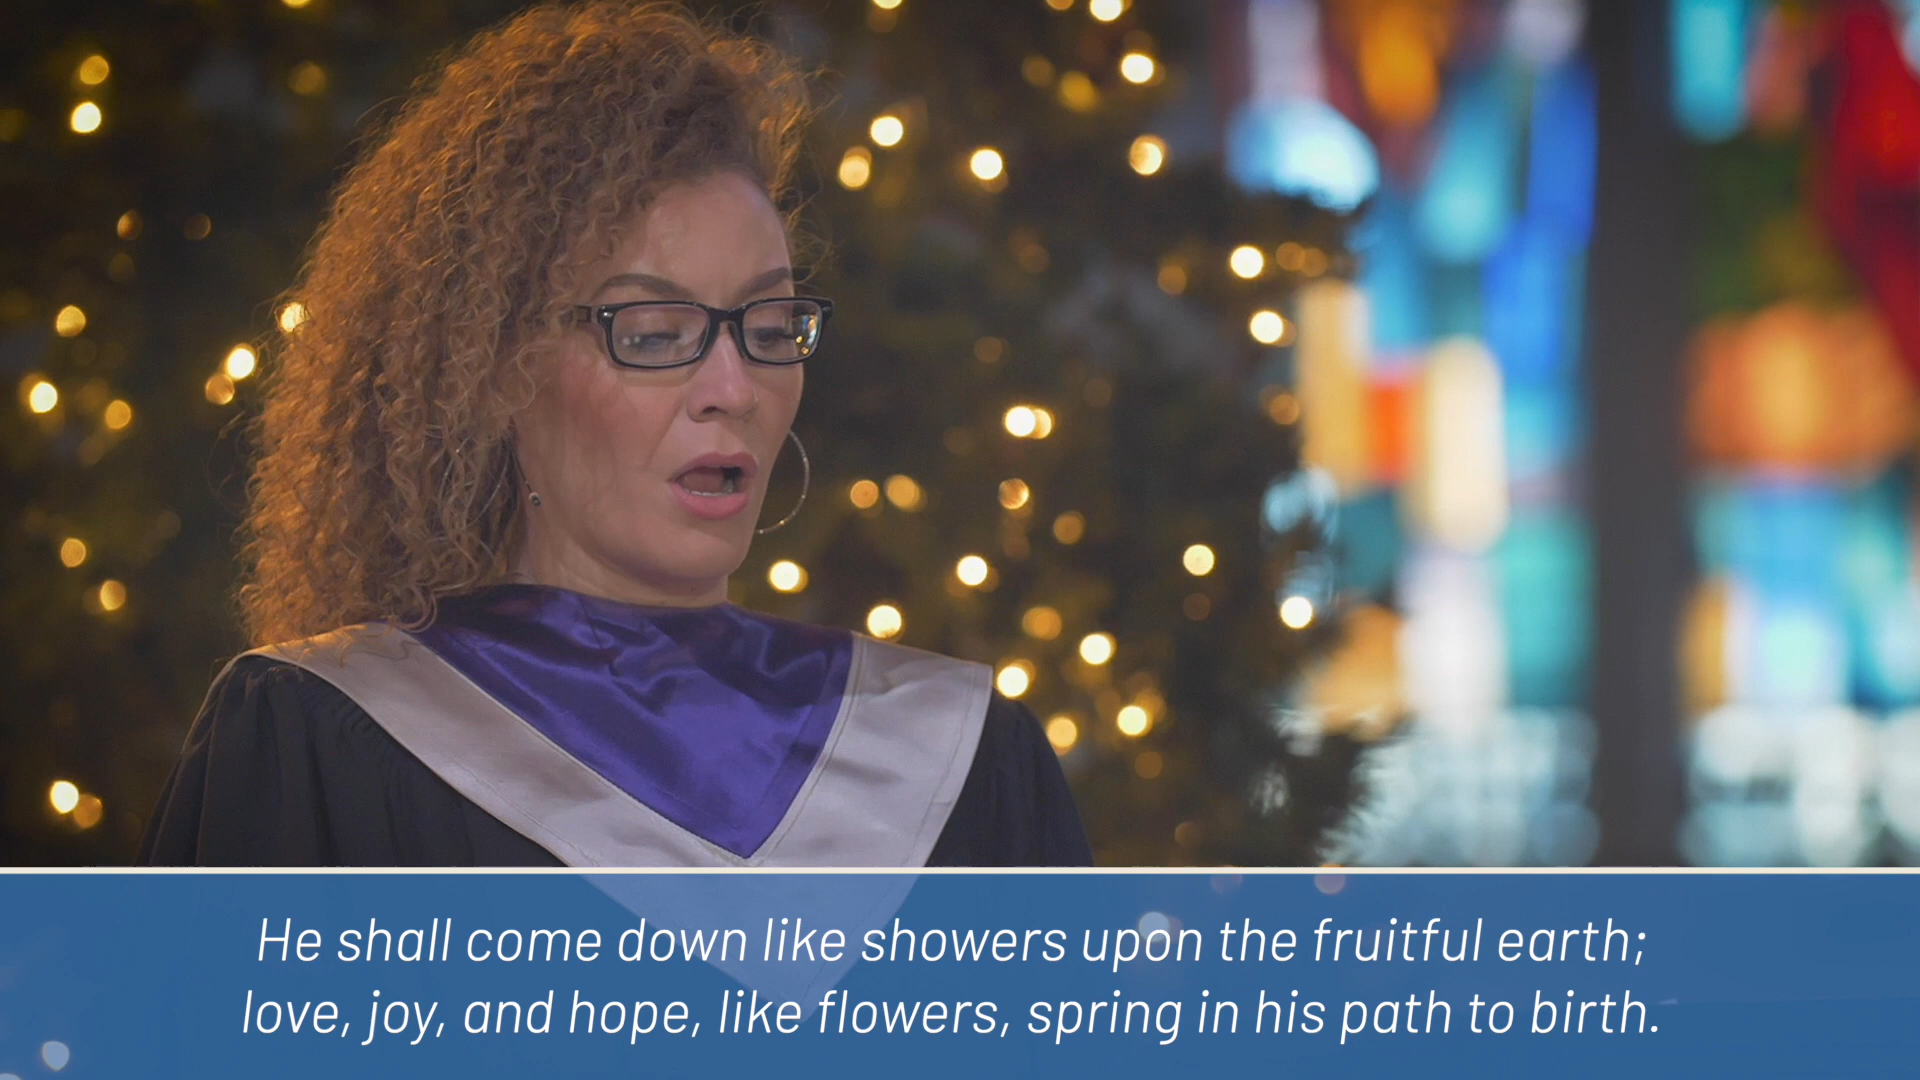 He shall come down like showers upon the fruitful earth;
love, joy, and hope, like flowers, spring in his path to birth.